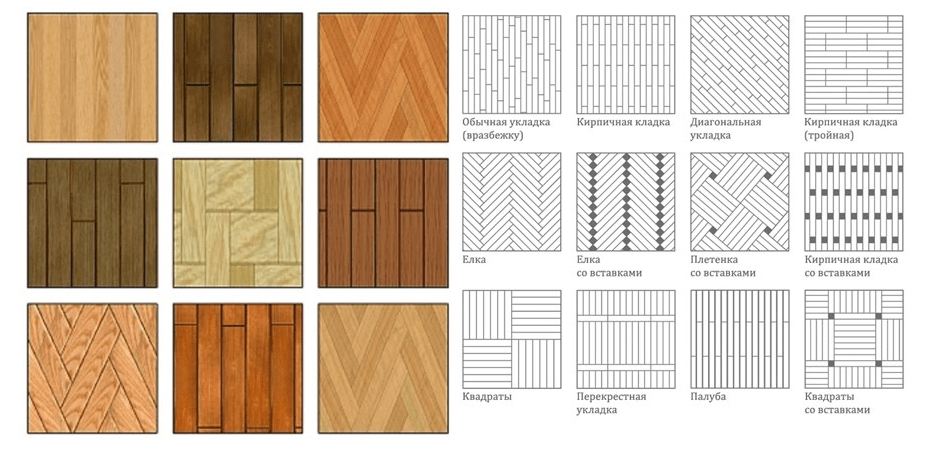 Обычная укладка
(вразбежку)
Кирпичная кладка
Диагональная
укладка
Кирпичная кладка
(тройная)
Елка
Елка
со вставками
Плетенка
со вставками
Кирпичная кладка
со вставками
Квадраты
Перекрестная
укладка
Палуба
Квадраты
со вставками